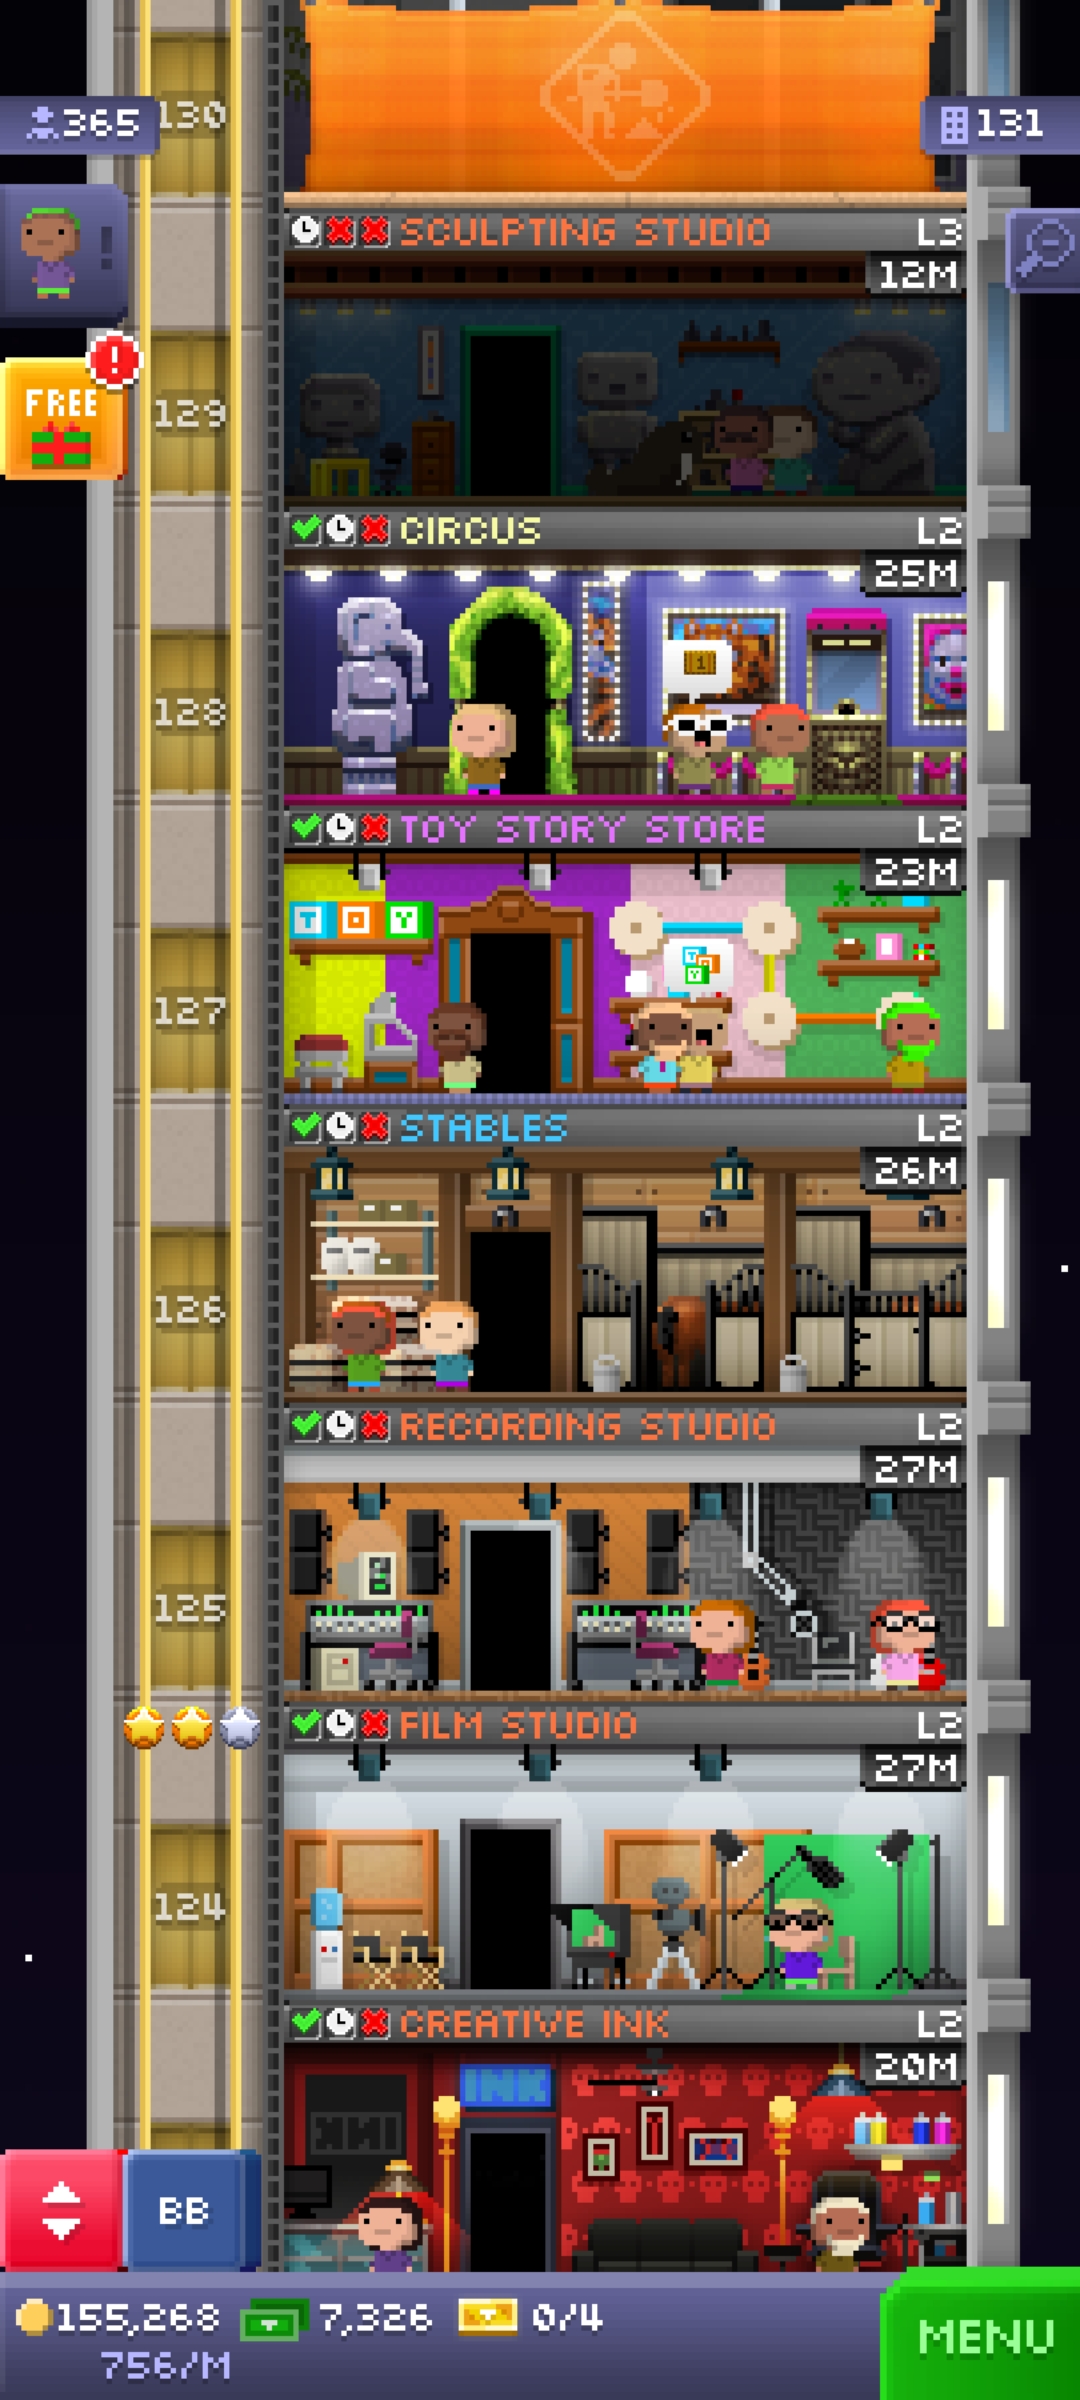 365
130
131
SCULPTING STUDIO L3
12M
FREE
129
CIRCUS L2
25M
1
128
TOY STORY STORE L2
23M
TOY
TOY
127
STABLES L2
26M
126
RECORDING STUDIO L2
27M
125
FILM STUDIO L2
27M
124
CREATIVE INK L2
20M
INK
BB
155,268 7,326 0/4
756/M
MENU